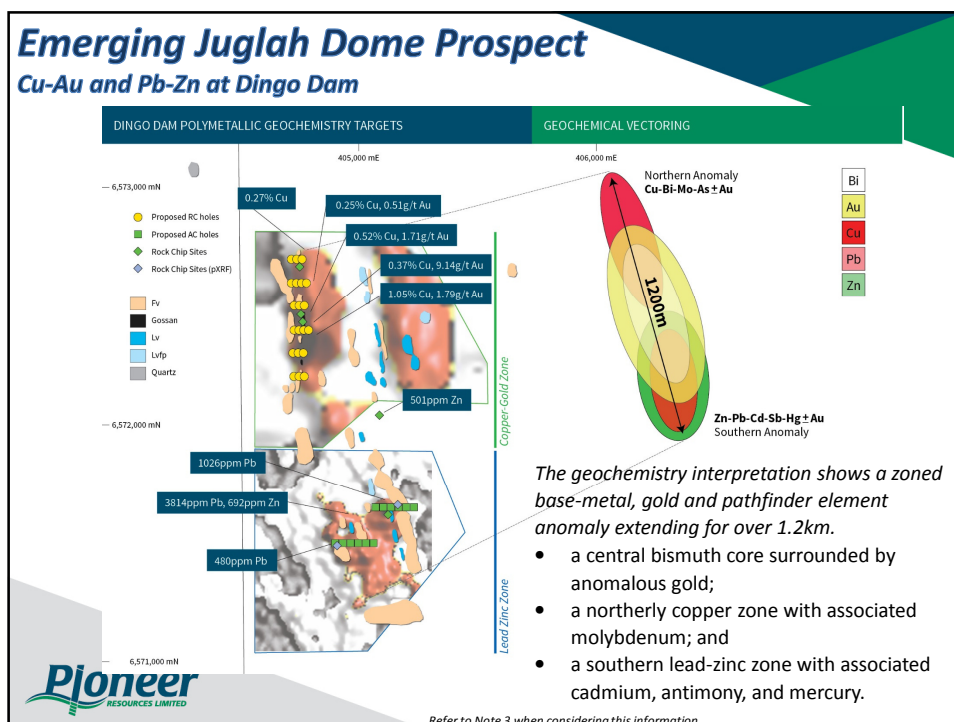 Emerging Juglah Dome Prospect
Cu-Au and Pb-Zn at Dingo Dam
DINGO DAM POLYMETALLIC GEOCHEMISTRY TARGETS
GEOCHEMICAL VECTORING
405,000 mE
406,000 mE
6,573,000 mN
6,572,000 mN
6,571,000 mN
Proposed RC holes
Proposed AC holes
Rock Chip Sites
Rock Chip Sites (pXRF)
Fv
Gossan
Lv
Lvfp
Quartz
0.27% Cu
0.25% Cu, 0.51g/t Au
0.52% Cu, 1.71g/t Au
0.37% Cu, 9.14g/t Au
1.05% Cu, 1.79g/t Au
501ppm Zn
1026ppm Pb
3814ppm Pb, 692ppm Zn
480ppm Pb
Copper-Gold Zone
Lead Zinc Zone
Northern Anomaly
Cu-Bi-Mo-As±Au
1200m
Zn-Pb-Cd-Sb-Hg±Au
Southern Anomaly
Bi
Au
Cu
Pb
Zn
The geochemistry interpretation shows a zoned
base-metal, gold and pathfinder element
anomaly extending for over 1.2km.
• a central bismuth core surrounded by
anomalous gold;
• a northerly copper zone with associated
molybdenum; and
• a southern lead-zinc zone with associated
cadmium, antimony, and mercury.
Pioneer
RESOURCES LIMITED
Refer to Note 3 when considering this information